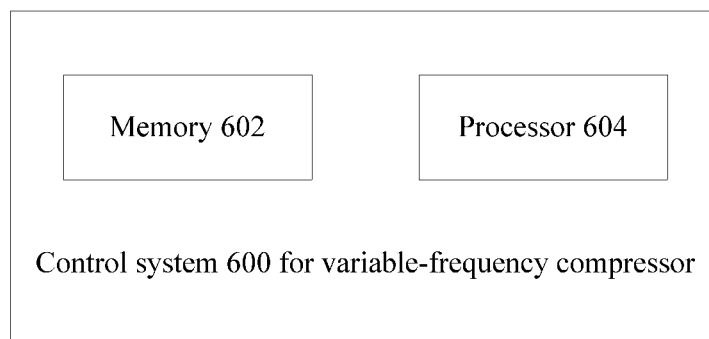 Memory 602
Processor 604
Control system 600 for variable-frequency compressor